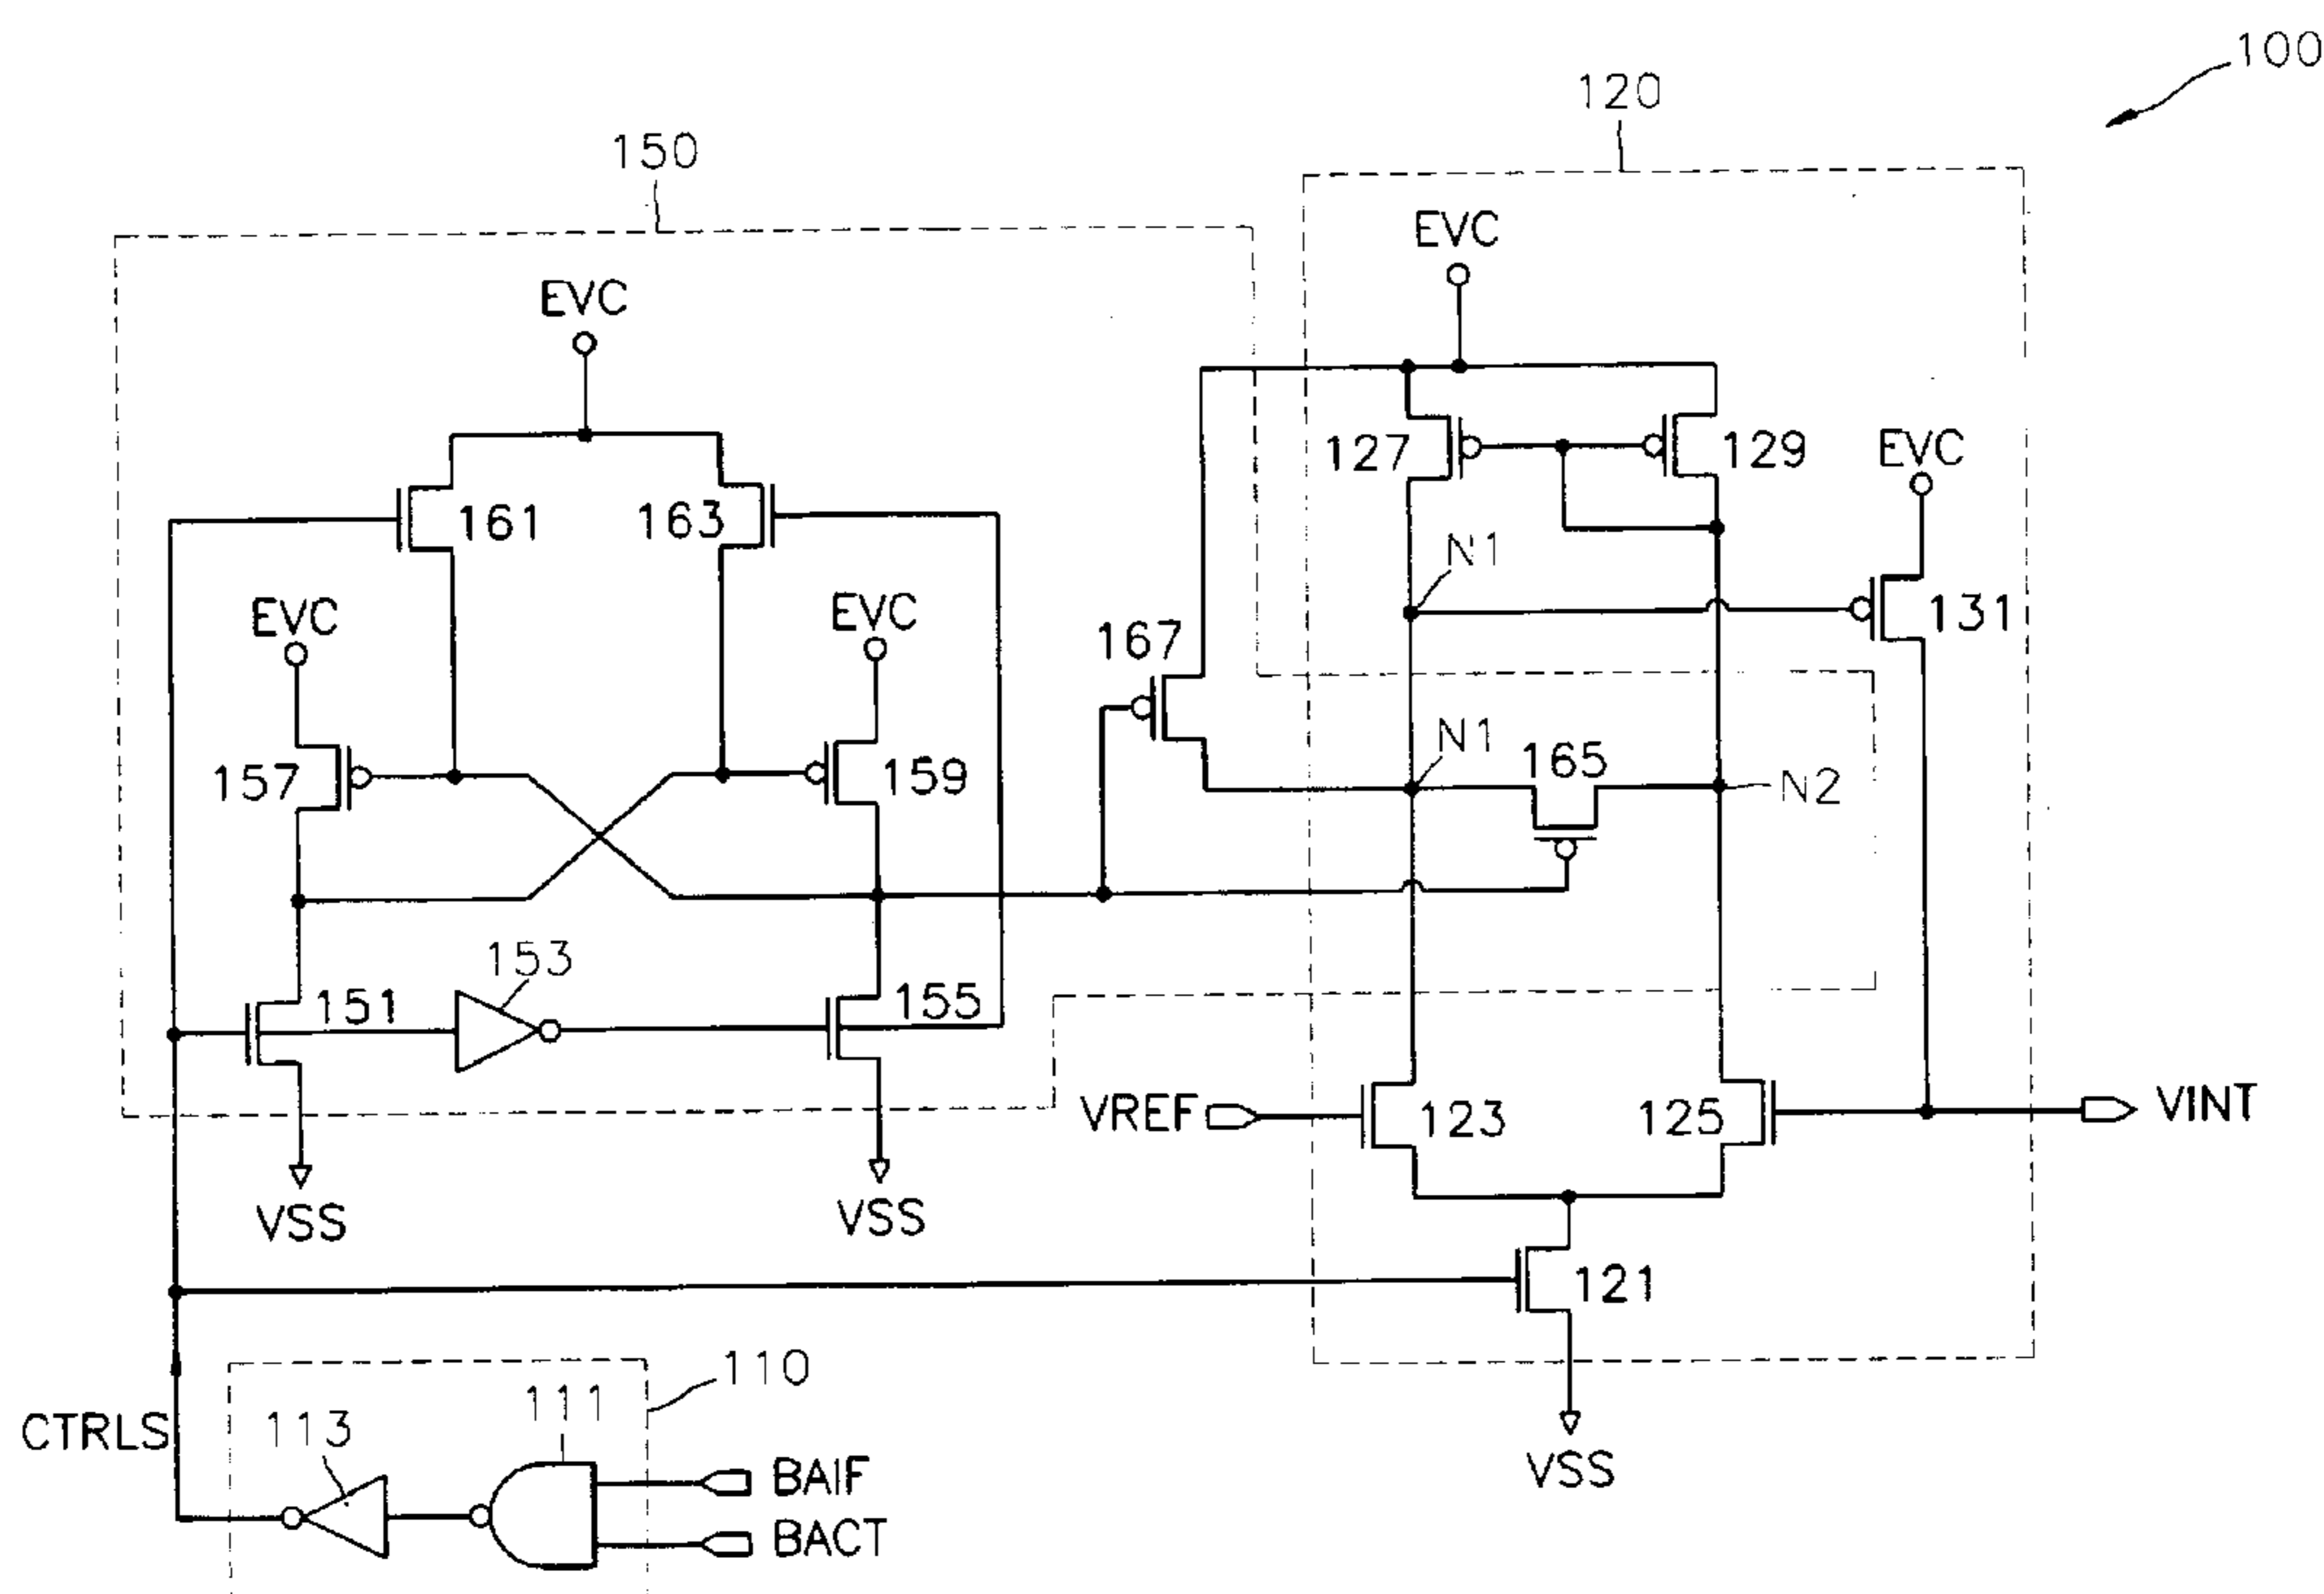 100
120
150
EVC
EVC
127
129
EVC
161
163
N1
131
EVC
EVC
167
N1
165
N2
157
159
153
151
155
VREF
123
125
VINT
VSS
VSS
121
110
111
CTRLS
113
BAIF
VSS
BACT